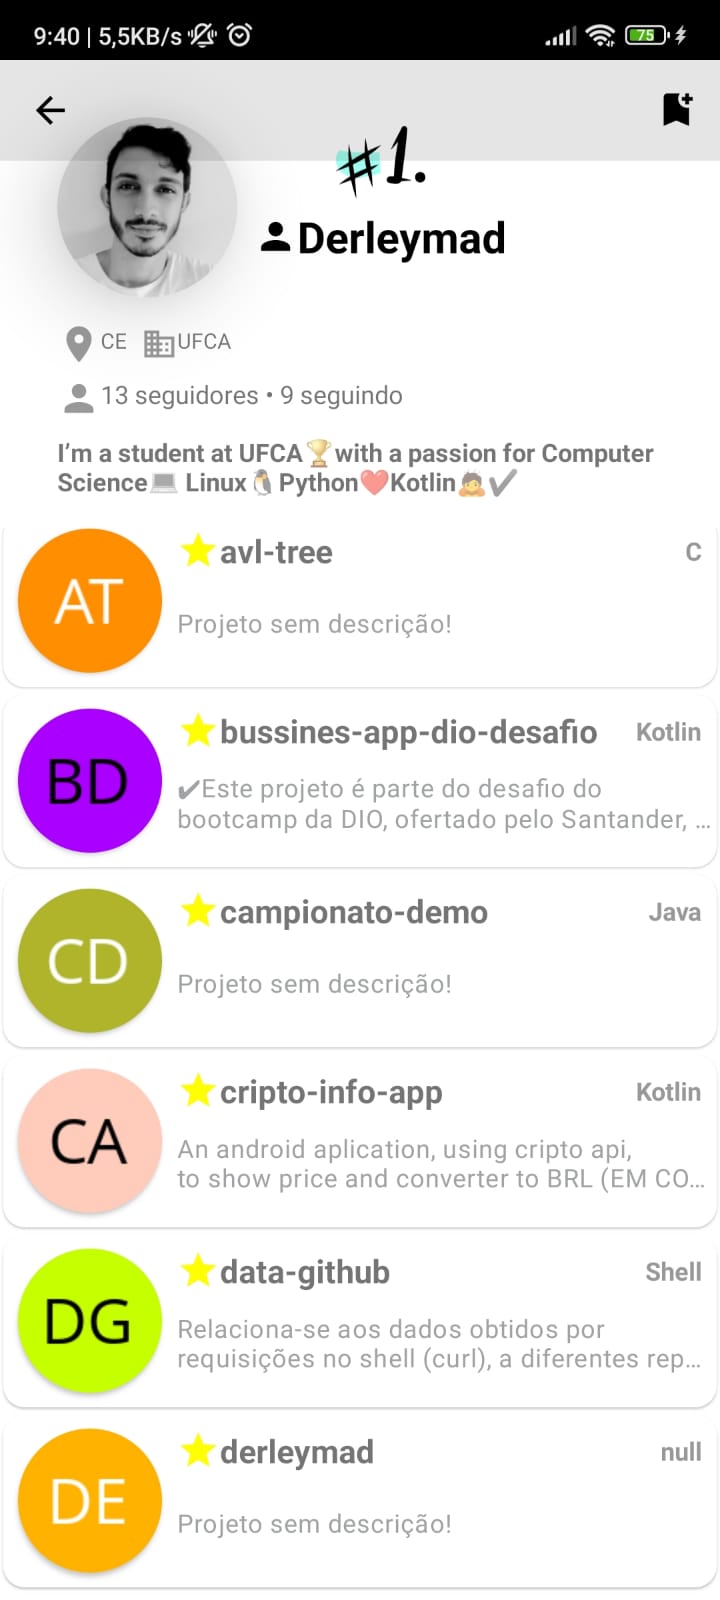 9:40 | 5,5KB/s
75
#1.
Derleymad
CE UFCA
13 seguidores • 9 seguindo
I’m a student at UFCA🏆with a passion for Computer
Science💻 Linux🐧Python❤️Kotlin🙇✔️
AT
⭐avl-tree
C
Projeto sem descrição!
BD
⭐bussines-app-dio-desafio
Kotlin
✔️Este projeto é parte do desafio do
bootcamp da DIO, ofertado pelo Santander, ...
CD
⭐campionato-demo
Java
Projeto sem descrição!
CA
⭐cripto-info-app
Kotlin
An android aplication, using cripto api,
to show price and converter to BRL (EM CO...
DG
⭐data-github
Shell
Relaciona-se aos dados obtidos por
requisições no shell (curl), a diferentes rep...
DE
⭐derleymad
null
Projeto sem descrição!